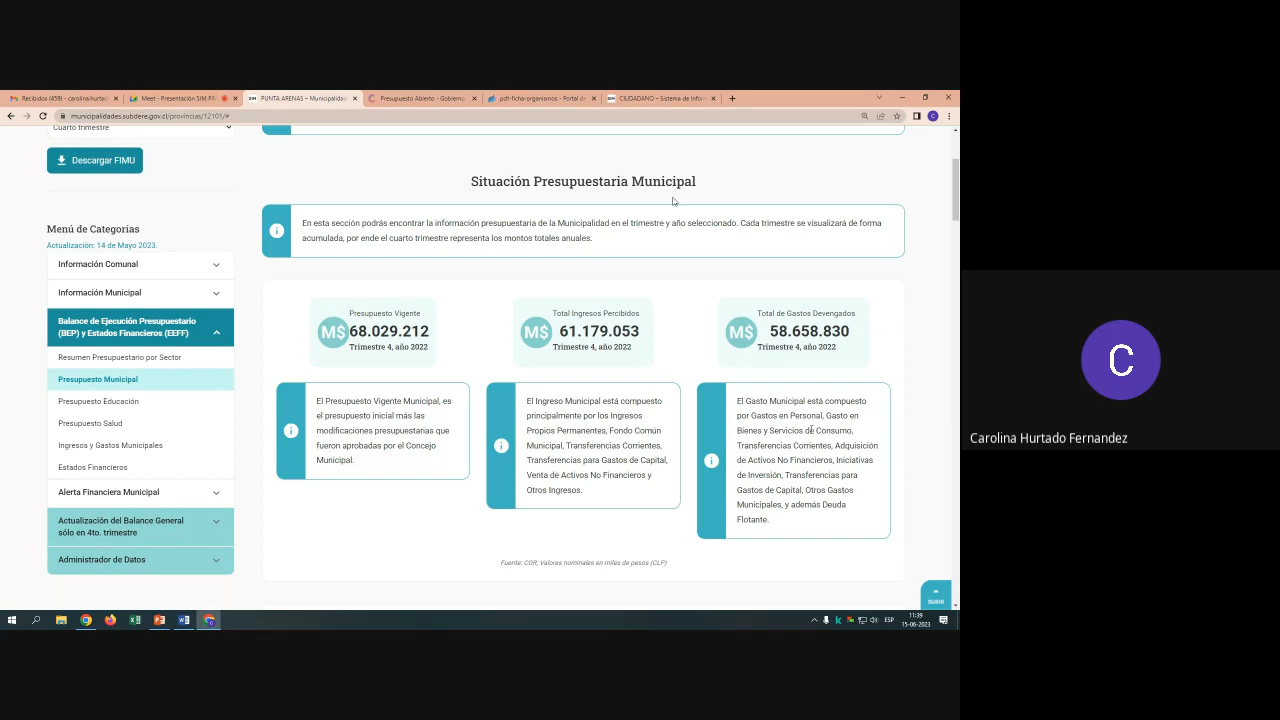 Recibidos (459) - carolina.hurtad
Meet - Presentación SIM FIM
PUNTA ARENAS – Municipalidad
Presupuesto Abierto - Gobierno
pdt-ficha-organismos - Portal de
CIUDADANO – Sistema de Inform
municipalidades.subdere.gov.cl/provincias/12101/#
Cuarto trimestre
Descargar FIMU
Menú de Categorías
Actualización: 14 de Mayo 2023.
Información Comunal
Información Municipal
Balance de Ejecución Presupuestario
(BEP) y Estados Financieros (EEFF)
Resumen Presupuestario por Sector
Presupuesto Municipal
Presupuesto Educación
Presupuesto Salud
Ingresos y Gastos Municipales
Estados Financieros
Alerta Financiera Municipal
Actualización del Balance General
sólo en 4to. trimestre
Administrador de Datos
Situación Presupuestaria Municipal
En esta sección podrás encontrar la información presupuestaria de la Municipalidad en el trimestre y año seleccionado. Cada trimestre se visualizará de forma
acumulada, por ende el cuarto trimestre representa los montos totales anuales.
Presupuesto Vigente
M$ 68.029.212
Trimestre 4, año 2022
Total Ingresos Percibidos
M$ 61.179.053
Trimestre 4, año 2022
Total de Gastos Devengados
M$ 58.658.830
Trimestre 4, año 2022
El Presupuesto Vigente Municipal, es
el presupuesto inicial más las
modificaciones presupuestarias que
fueron aprobadas por el Concejo
Municipal.
El Ingreso Municipal está compuesto
principalmente por los Ingresos
Propios Permanentes, Fondo Común
Municipal, Transferencias Corrientes,
Transferencias para Gastos de Capital,
Venta de Activos No Financieros y
Otros Ingresos.
El Gasto Municipal está compuesto
por Gastos en Personal, Gasto en
Bienes y Servicios de Consumo,
Transferencias Corrientes, Adquisición
de Activos No Financieros, Iniciativas
de Inversión, Transferencias para
Gastos de Capital, Otros Gastos
Municipales, y además Deuda
Flotante.
Fuente: CGR, Valores nominales en miles de pesos (CLP)
SUBIR
ESP
11:39
15-06-2023
C
Carolina Hurtado Fernandez